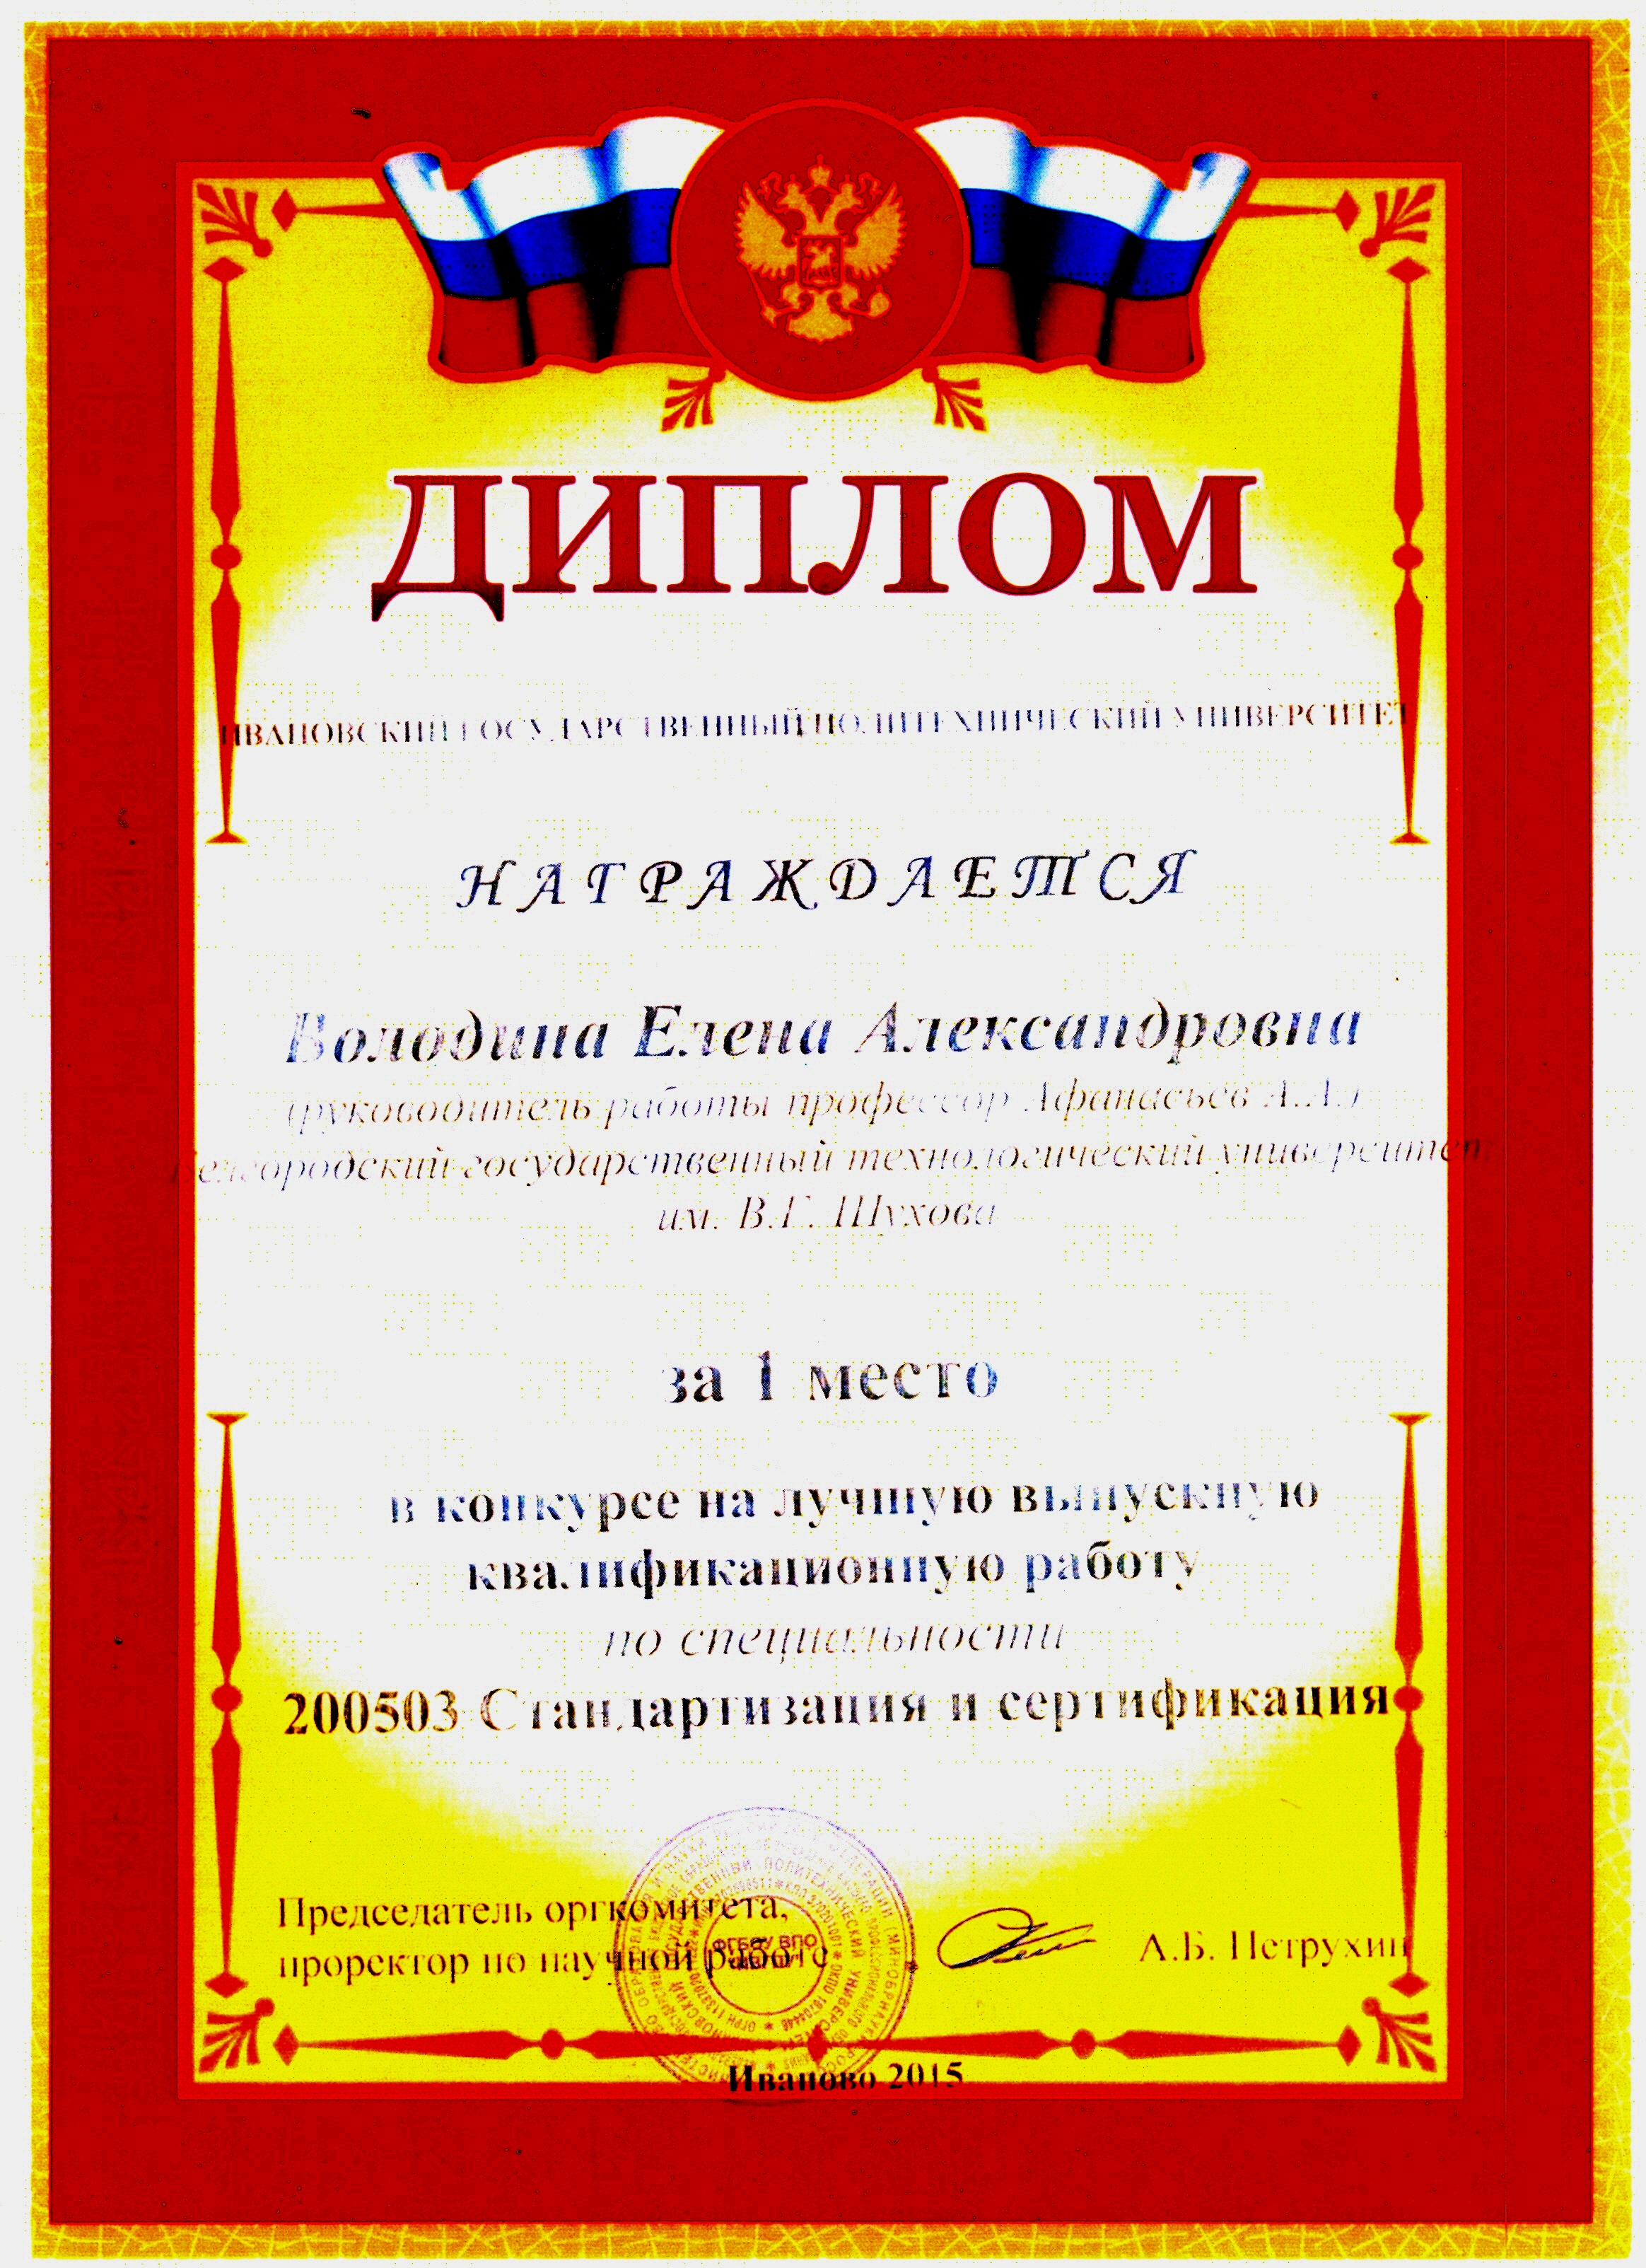 ДИПЛОМ
ИВАНОВСКИЙ ГОСУДАРСТВЕННЫЙ ПОЛИТЕХНИЧЕСКИЙ УНИВЕРСИТЕТ
НАГРАЖДАЕТСЯ
Володина Елена Александровна
(руководитель работы профессор Афанасьев А.А.)
Белгородский государственный технологический университет
им. В.Г. Шухова
за 1 место
в конкурсе на лучшую выпускную
квалификационную работу
по специальности
200503 Стандартизация и сертификация
Председатель оргкомитета,
проректор по научной работе
А.Б. Петрухин
ФГБОУ ВПО
Иваново 2015